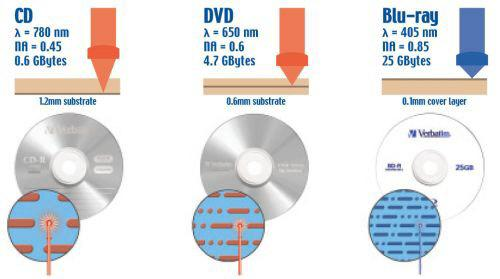 CD
λ = 780 nm
NA = 0.45
0.6 GBytes
1.2mm substrate
Verbatim
CD-R
DVD
λ = 650 nm
NA = 0.6
4.7 GBytes
0.6mm substrate
Verbatim
Blu-ray
λ = 405 nm
NA = 0.85
25 GBytes
0.1mm cover layer
Verbatim
BD-R
25GB